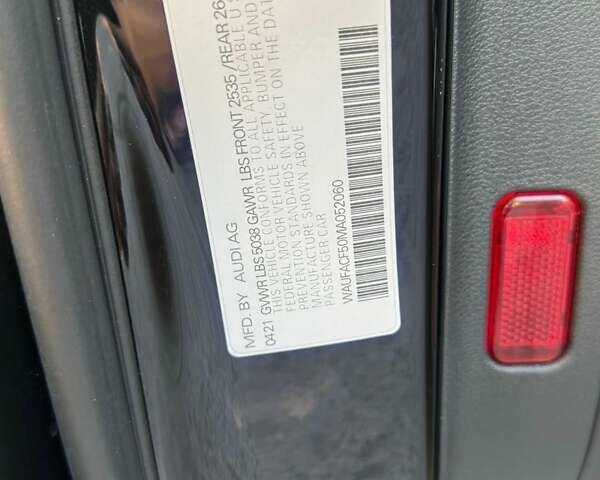 MFD. BY AUDI AG
0421 GVWR LBS 5038 GAWR LBS FRONT 2535 / REAR 26
THIS VEHICLE CONFORMS TO ALL APPLICABLE U S
FEDERAL MOTOR VEHICLE SAFETY, BUMPER AND
PREVENTION STANDARDS IN EFFECT ON THE DAT
MANUFACTURE SHOWN ABOVE
PASSENGER CAR
WAUFACF50MA052060